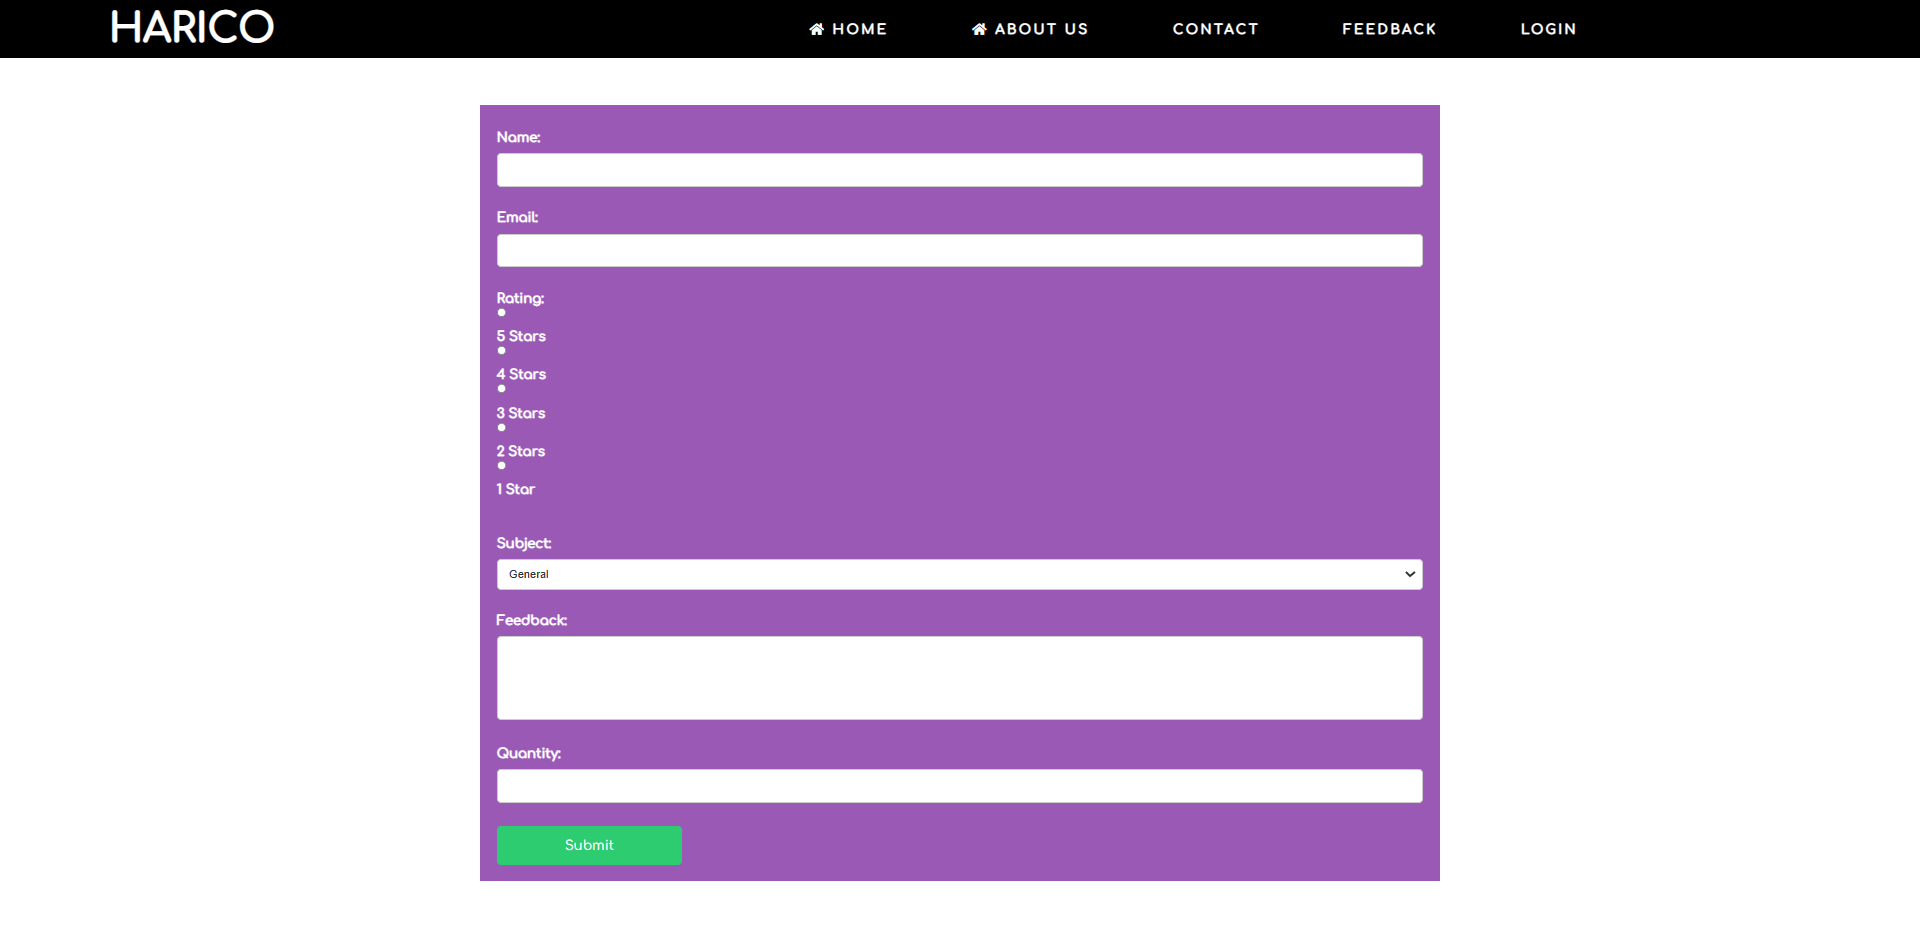 HARICO HOME ABOUT US CONTACT FEEDBACK LOGIN
Name:
Email:
Rating:
5 Stars
4 Stars
3 Stars
2 Stars
1 Star
Subject:
General
Feedback:
Quantity:
Submit